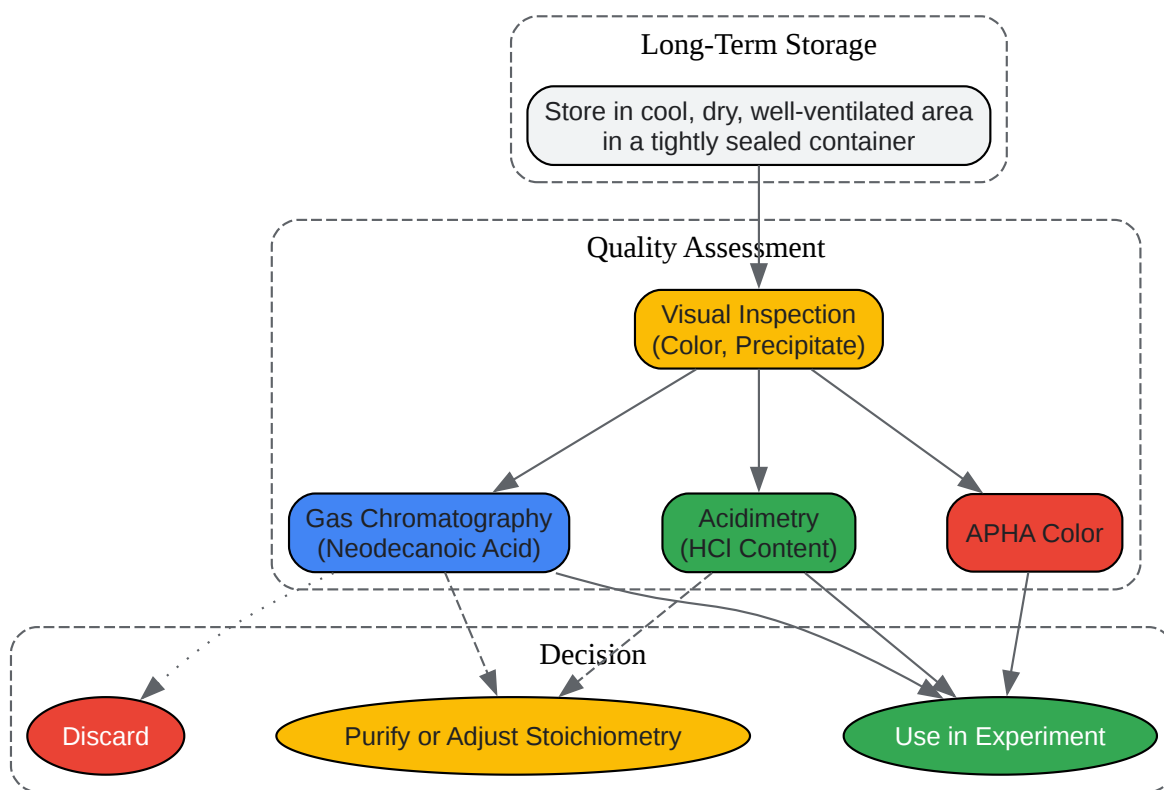 Long-Term Storage
Store in cool, dry, well-ventilated area
in a tightly sealed container
Quality Assessment
Visual Inspection
(Color, Precipitate)
Gas Chromatography
(Neodecanoic Acid)
Acidimetry
(HCl Content)
APHA Color
Decision
Discard
Purify or Adjust Stoichiometry
Use in Experiment